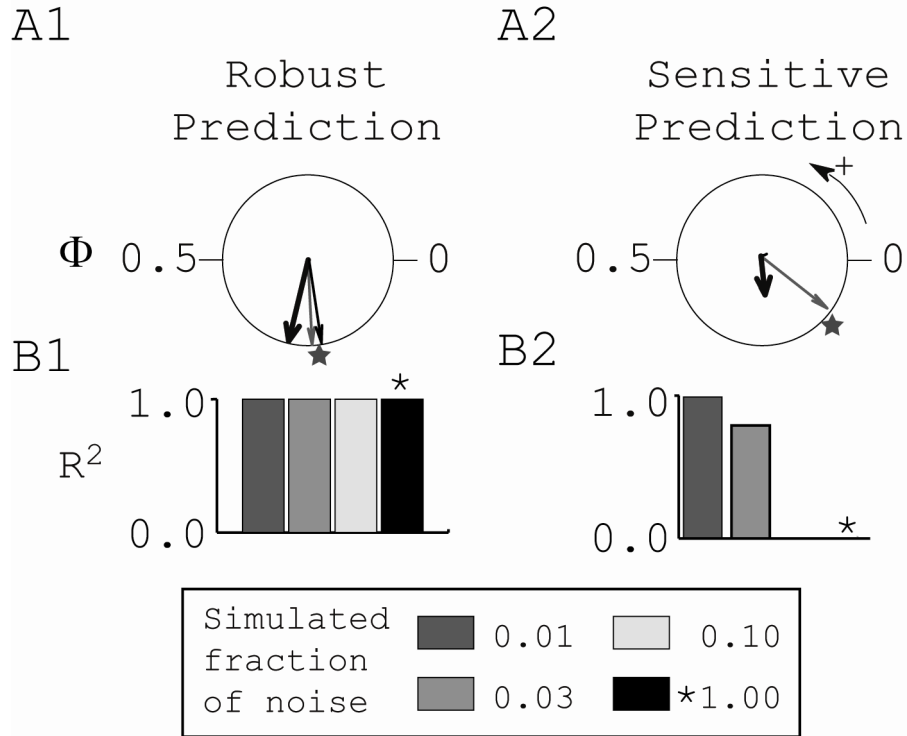 A1
A2
Robust
Prediction
Sensitive
Prediction
+
Φ 0.5 0
0.5 0
B1
B2
*
1.0
R²
0.0
1.0
0.0
*
Simulated
fraction
of noise
0.01
0.10
0.03
*1.00